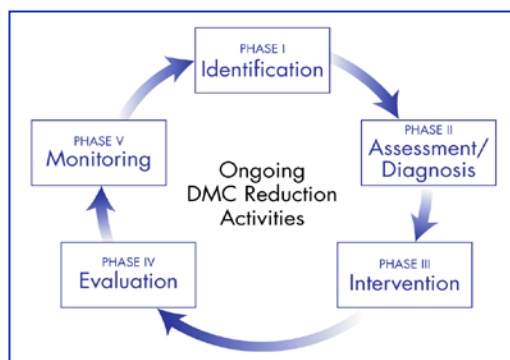 PHASE I
Identification
PHASE II
Assessment/
Diagnosis
PHASE III
Intervention
PHASE IV
Evaluation
PHASE V
Monitoring
Ongoing
DMC Reduction
Activities